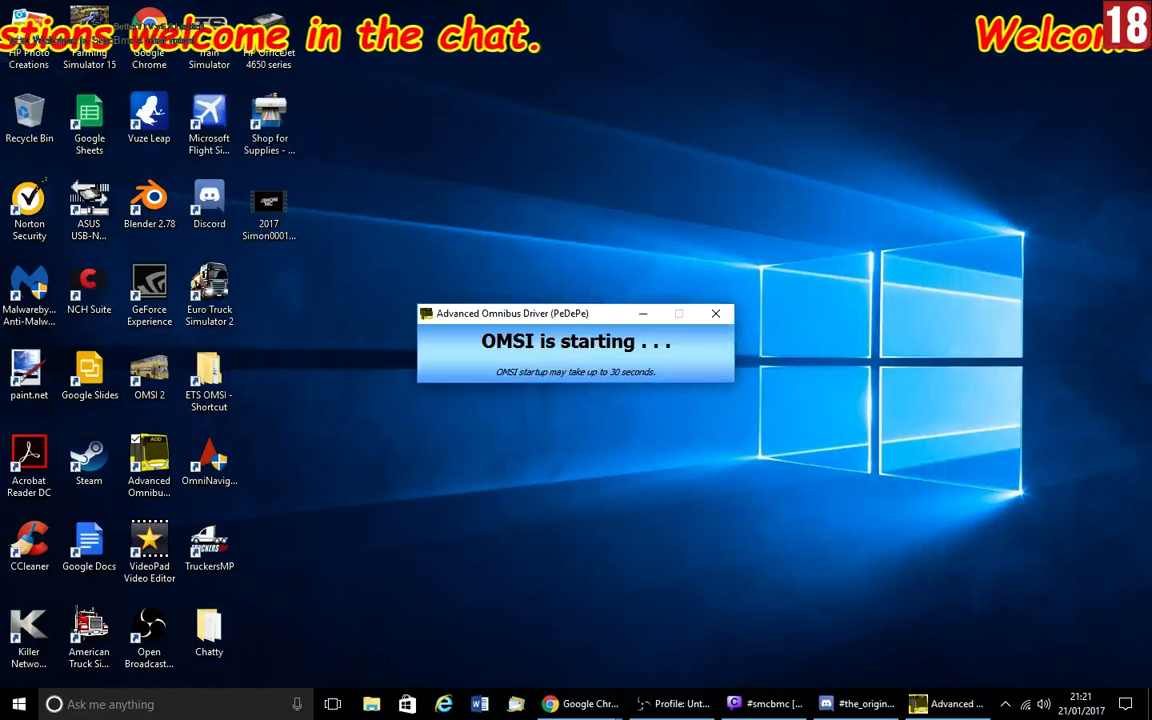 stions welcome in the chat.
Welcom
18
HP Photo
Creations
Farming
Simulator 15
Google
Chrome
Train
Simulator
HP OfficeJet
4650 series
Recycle Bin
Google
Sheets
Vuze Leap
Microsoft
Flight Si...
Shop for
Supplies - ...
Norton
Security
ASUS
USB-N...
Blender 2.78
Discord
2017
Simon0001...
Malwareby...
Anti-Malw...
NCH Suite
GeForce
Experience
Euro Truck
Simulator 2
Advanced Omnibus Driver (PeDePe)
OMSI is starting . . .
OMSI startup may take up to 30 seconds.
paint.net
Google Slides
OMSI 2
ETS OMSI -
Shortcut
Acrobat
Reader DC
Steam
AOD
Advanced
Omnibu...
OmniNavig...
CCleaner
Google Docs
VideoPad
Video Editor
TruckersMP
Killer
Netwo...
American
Truck Si...
Open
Broadcast...
Chatty
Ask me anything
Google Chr...
Profile: Unt...
#smcbmc [...
#the_origin...
Advanced ...
21:21
21/01/2017